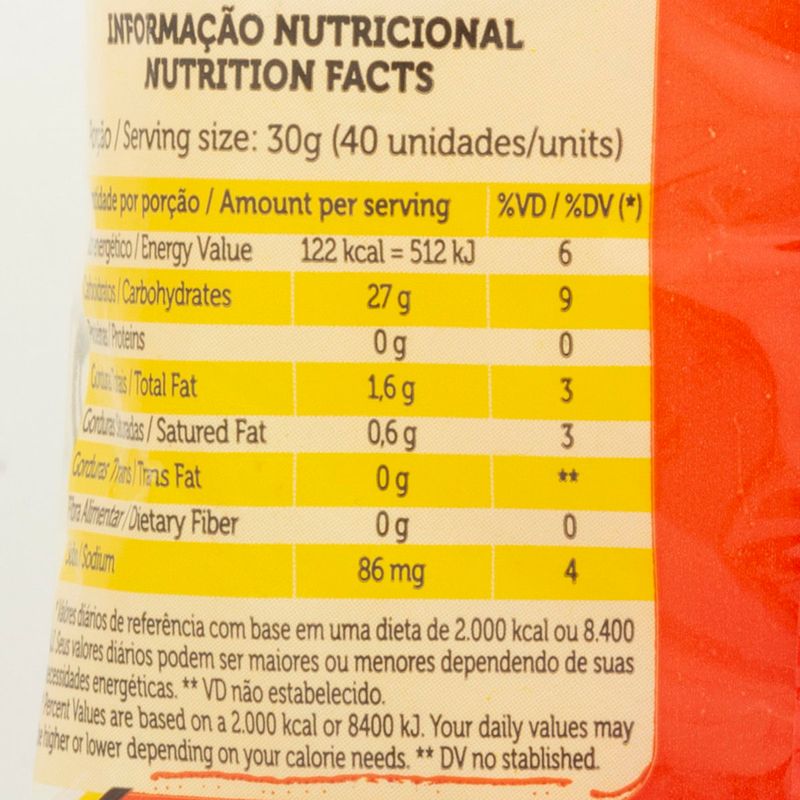 INFORMAÇÃO NUTRICIONAL
NUTRITION FACTS
/ Serving size: 30g (40 unidades/units)
por porção / Amount per serving %VD / %DV (*)
energético / Energy Value 122 kcal = 512 kJ 6
/ Carbohydrates 27 g 9
/ Proteins 0 g 0
/ Total Fat 1,6 g 3
Gorduras / Satured Fat 0,6 g 3
Gorduras Trans / Trans Fat 0 g **
Alimentar / Dietary Fiber 0 g 0
/ Sodium 86 mg 4
*Valores diários de referência com base em uma dieta de 2.000 kcal ou 8.400
Seus valores diários podem ser maiores ou menores dependendo de suas
energéticas. ** VD não estabelecido.
Percent Values are based on a 2.000 kcal or 8400 kJ. Your daily values may
higher or lower depending on your calorie needs. ** DV no stablished.